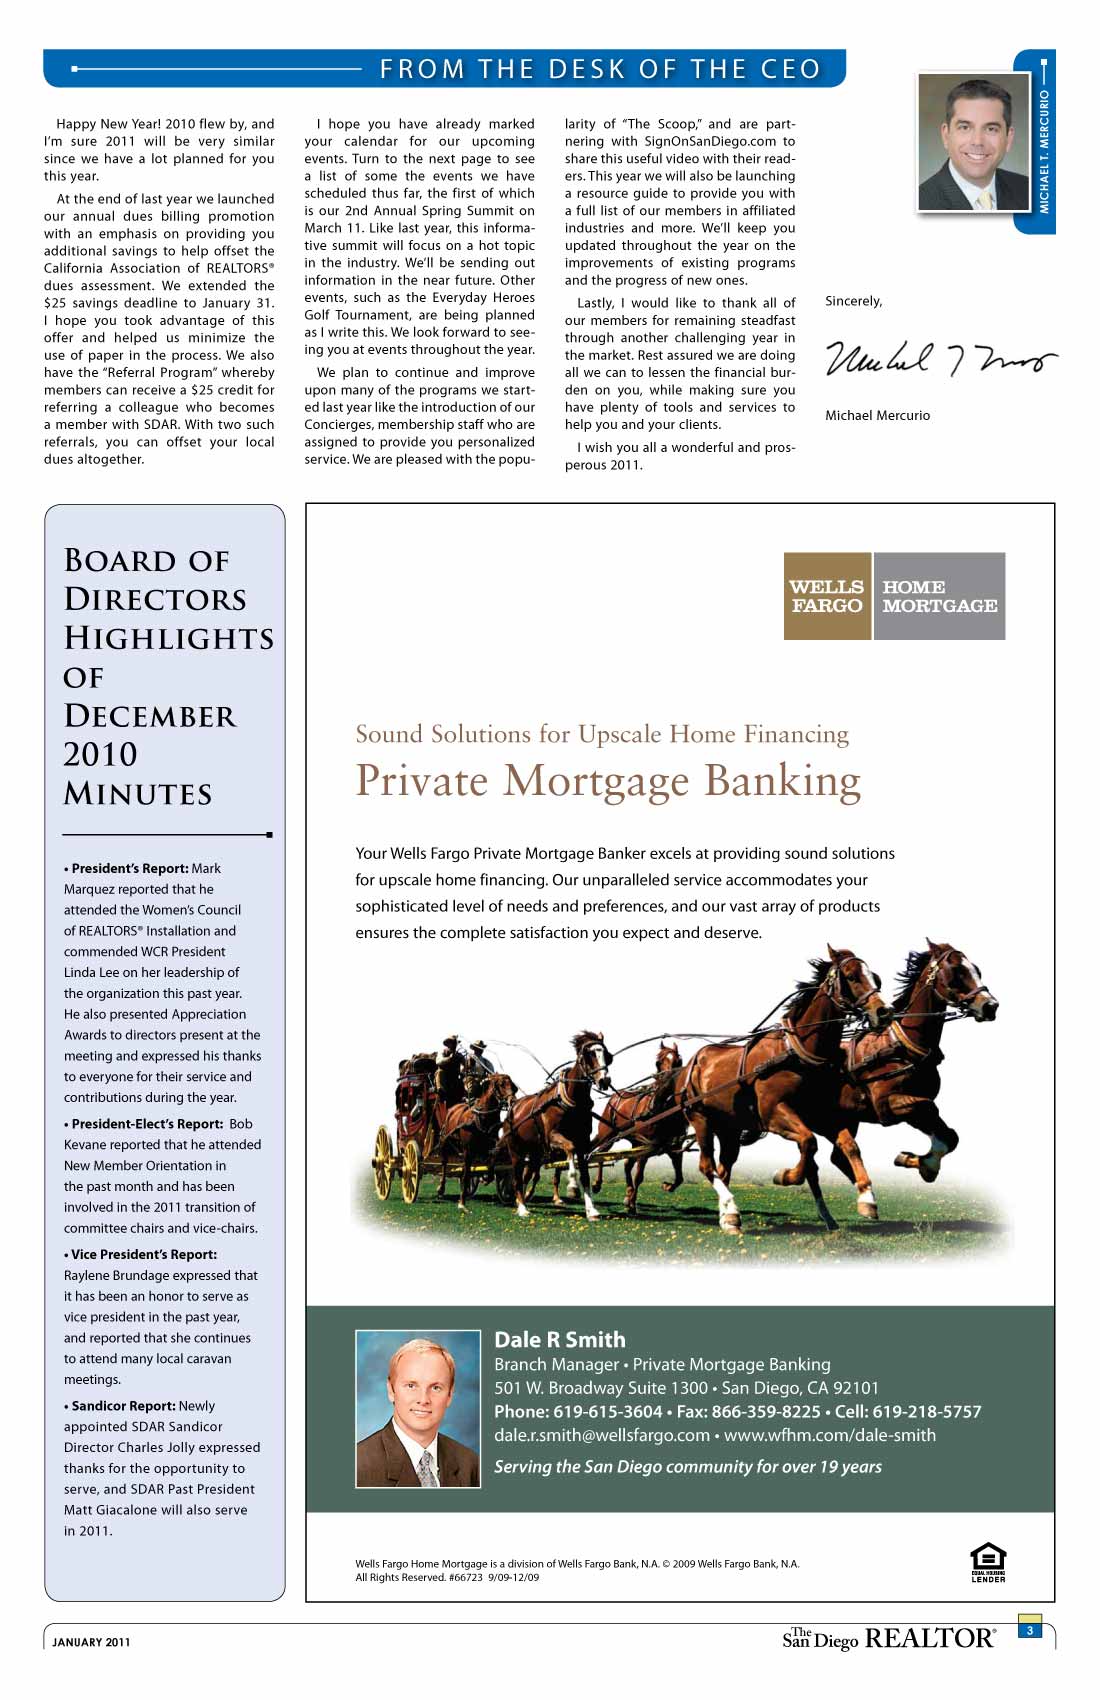 FROM THE DESK OF THE CEO
MICHAEL T. MERCURIO
Happy New Year! 2010 flew by, and
I'm sure 2011 will be very similar
since we have a lot planned for you
this year.
At the end of last year we launched
our annual dues billing promotion
with an emphasis on providing you
additional savings to help offset the
California Association of REALTORS®
dues assessment. We extended the
$25 savings deadline to January 31.
I hope you took advantage of this
offer and helped us minimize the
use of paper in the process. We also
have the "Referral Program" whereby
members can receive a $25 credit for
referring a colleague who becomes
a member with SDAR. With two such
referrals, you can offset your local
dues altogether.
I hope you have already marked
your calendar for our upcoming
events. Turn to the next page to see
a list of some the events we have
scheduled thus far, the first of which
is our 2nd Annual Spring Summit on
March 11. Like last year, this informa-
tive summit will focus on a hot topic
in the industry. We'll be sending out
information in the near future. Other
events, such as the Everyday Heroes
Golf Tournament, are being planned
as I write this. We look forward to see-
ing you at events throughout the year.
We plan to continue and improve
upon many of the programs we start-
ed last year like the introduction of our
Concierges, membership staff who are
assigned to provide you personalized
service. We are pleased with the popu-
larity of "The Scoop," and are part-
nering with SignOnSanDiego.com to
share this useful video with their read-
ers. This year we will also be launching
a resource guide to provide you with
a full list of our members in affiliated
industries and more. We'll keep you
updated throughout the year on the
improvements of existing programs
and the progress of new ones.
Lastly, I would like to thank all of
our members for remaining steadfast
through another challenging year in
the market. Rest assured we are doing
all we can to lessen the financial bur-
den on you, while making sure you
have plenty of tools and services to
help you and your clients.
I wish you all a wonderful and pros-
perous 2011.
Sincerely,
Michael Mercurio
Board of
Directors
Highlights
of
December
2010
Minutes
• President's Report: Mark
Marquez reported that he
attended the Women's Council
of REALTORS® Installation and
commended WCR President
Linda Lee on her leadership of
the organization this past year.
He also presented Appreciation
Awards to directors present at the
meeting and expressed his thanks
to everyone for their service and
contributions during the year.
• President-Elect's Report: Bob
Kevane reported that he attended
New Member Orientation in
the past month and has been
involved in the 2011 transition of
committee chairs and vice-chairs.
• Vice President's Report:
Raylene Brundage expressed that
it has been an honor to serve as
vice president in the past year,
and reported that she continues
to attend many local caravan
meetings.
• Sandicor Report: Newly
appointed SDAR Sandicor
Director Charles Jolly expressed
thanks for the opportunity to
serve, and SDAR Past President
Matt Giacalone will also serve
in 2011.
WELLS
FARGO
HOME
MORTGAGE
Sound Solutions for Upscale Home Financing
Private Mortgage Banking
Your Wells Fargo Private Mortgage Banker excels at providing sound solutions
for upscale home financing. Our unparalleled service accommodates your
sophisticated level of needs and preferences, and our vast array of products
ensures the complete satisfaction you expect and deserve.
Dale R Smith
Branch Manager • Private Mortgage Banking
501 W. Broadway Suite 1300 • San Diego, CA 92101
Phone: 619-615-3604 • Fax: 866-359-8225 • Cell: 619-218-5757
dale.r.smith@wellsfargo.com • www.wfhm.com/dale-smith
Serving the San Diego community for over 19 years
Wells Fargo Home Mortgage is a division of Wells Fargo Bank, N.A. © 2009 Wells Fargo Bank, N.A.
All Rights Reserved. #66723 9/09-12/09
EQUAL HOUSING
LENDER
JANUARY 2011
The San Diego REALTOR®
3